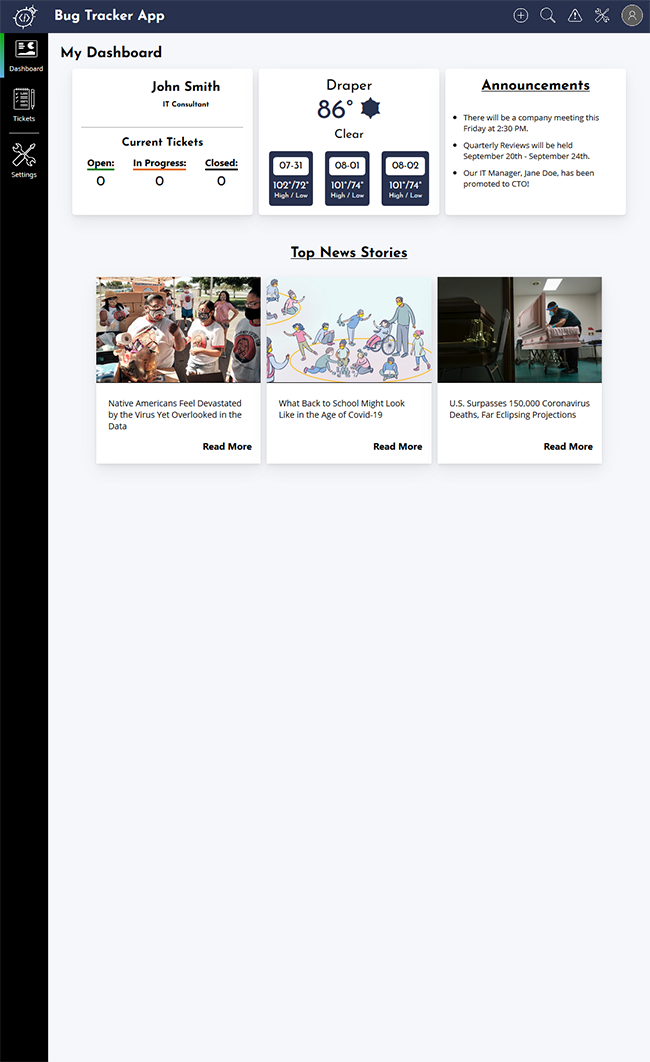 Bug Tracker App
Dashboard
Tickets
Settings
My Dashboard
John Smith
IT Consultant
Current Tickets
Open: In Progress: Closed:
0 0 0
Draper
86°
Clear
07-31 08-01 08-02
102°/72° 101°/74° 101°/74°
High / Low High / Low High / Low
Announcements
There will be a company meeting this
Friday at 2:30 PM.
Quarterly Reviews will be held
September 20th - September 24th.
Our IT Manager, Jane Doe, has been
promoted to CTO!
Top News Stories
Native Americans Feel Devastated
by the Virus Yet Overlooked in the
Data
Read More
What Back to School Might Look
Like in the Age of Covid-19
Read More
U.S. Surpasses 150,000 Coronavirus
Deaths, Far Eclipsing Projections
Read More